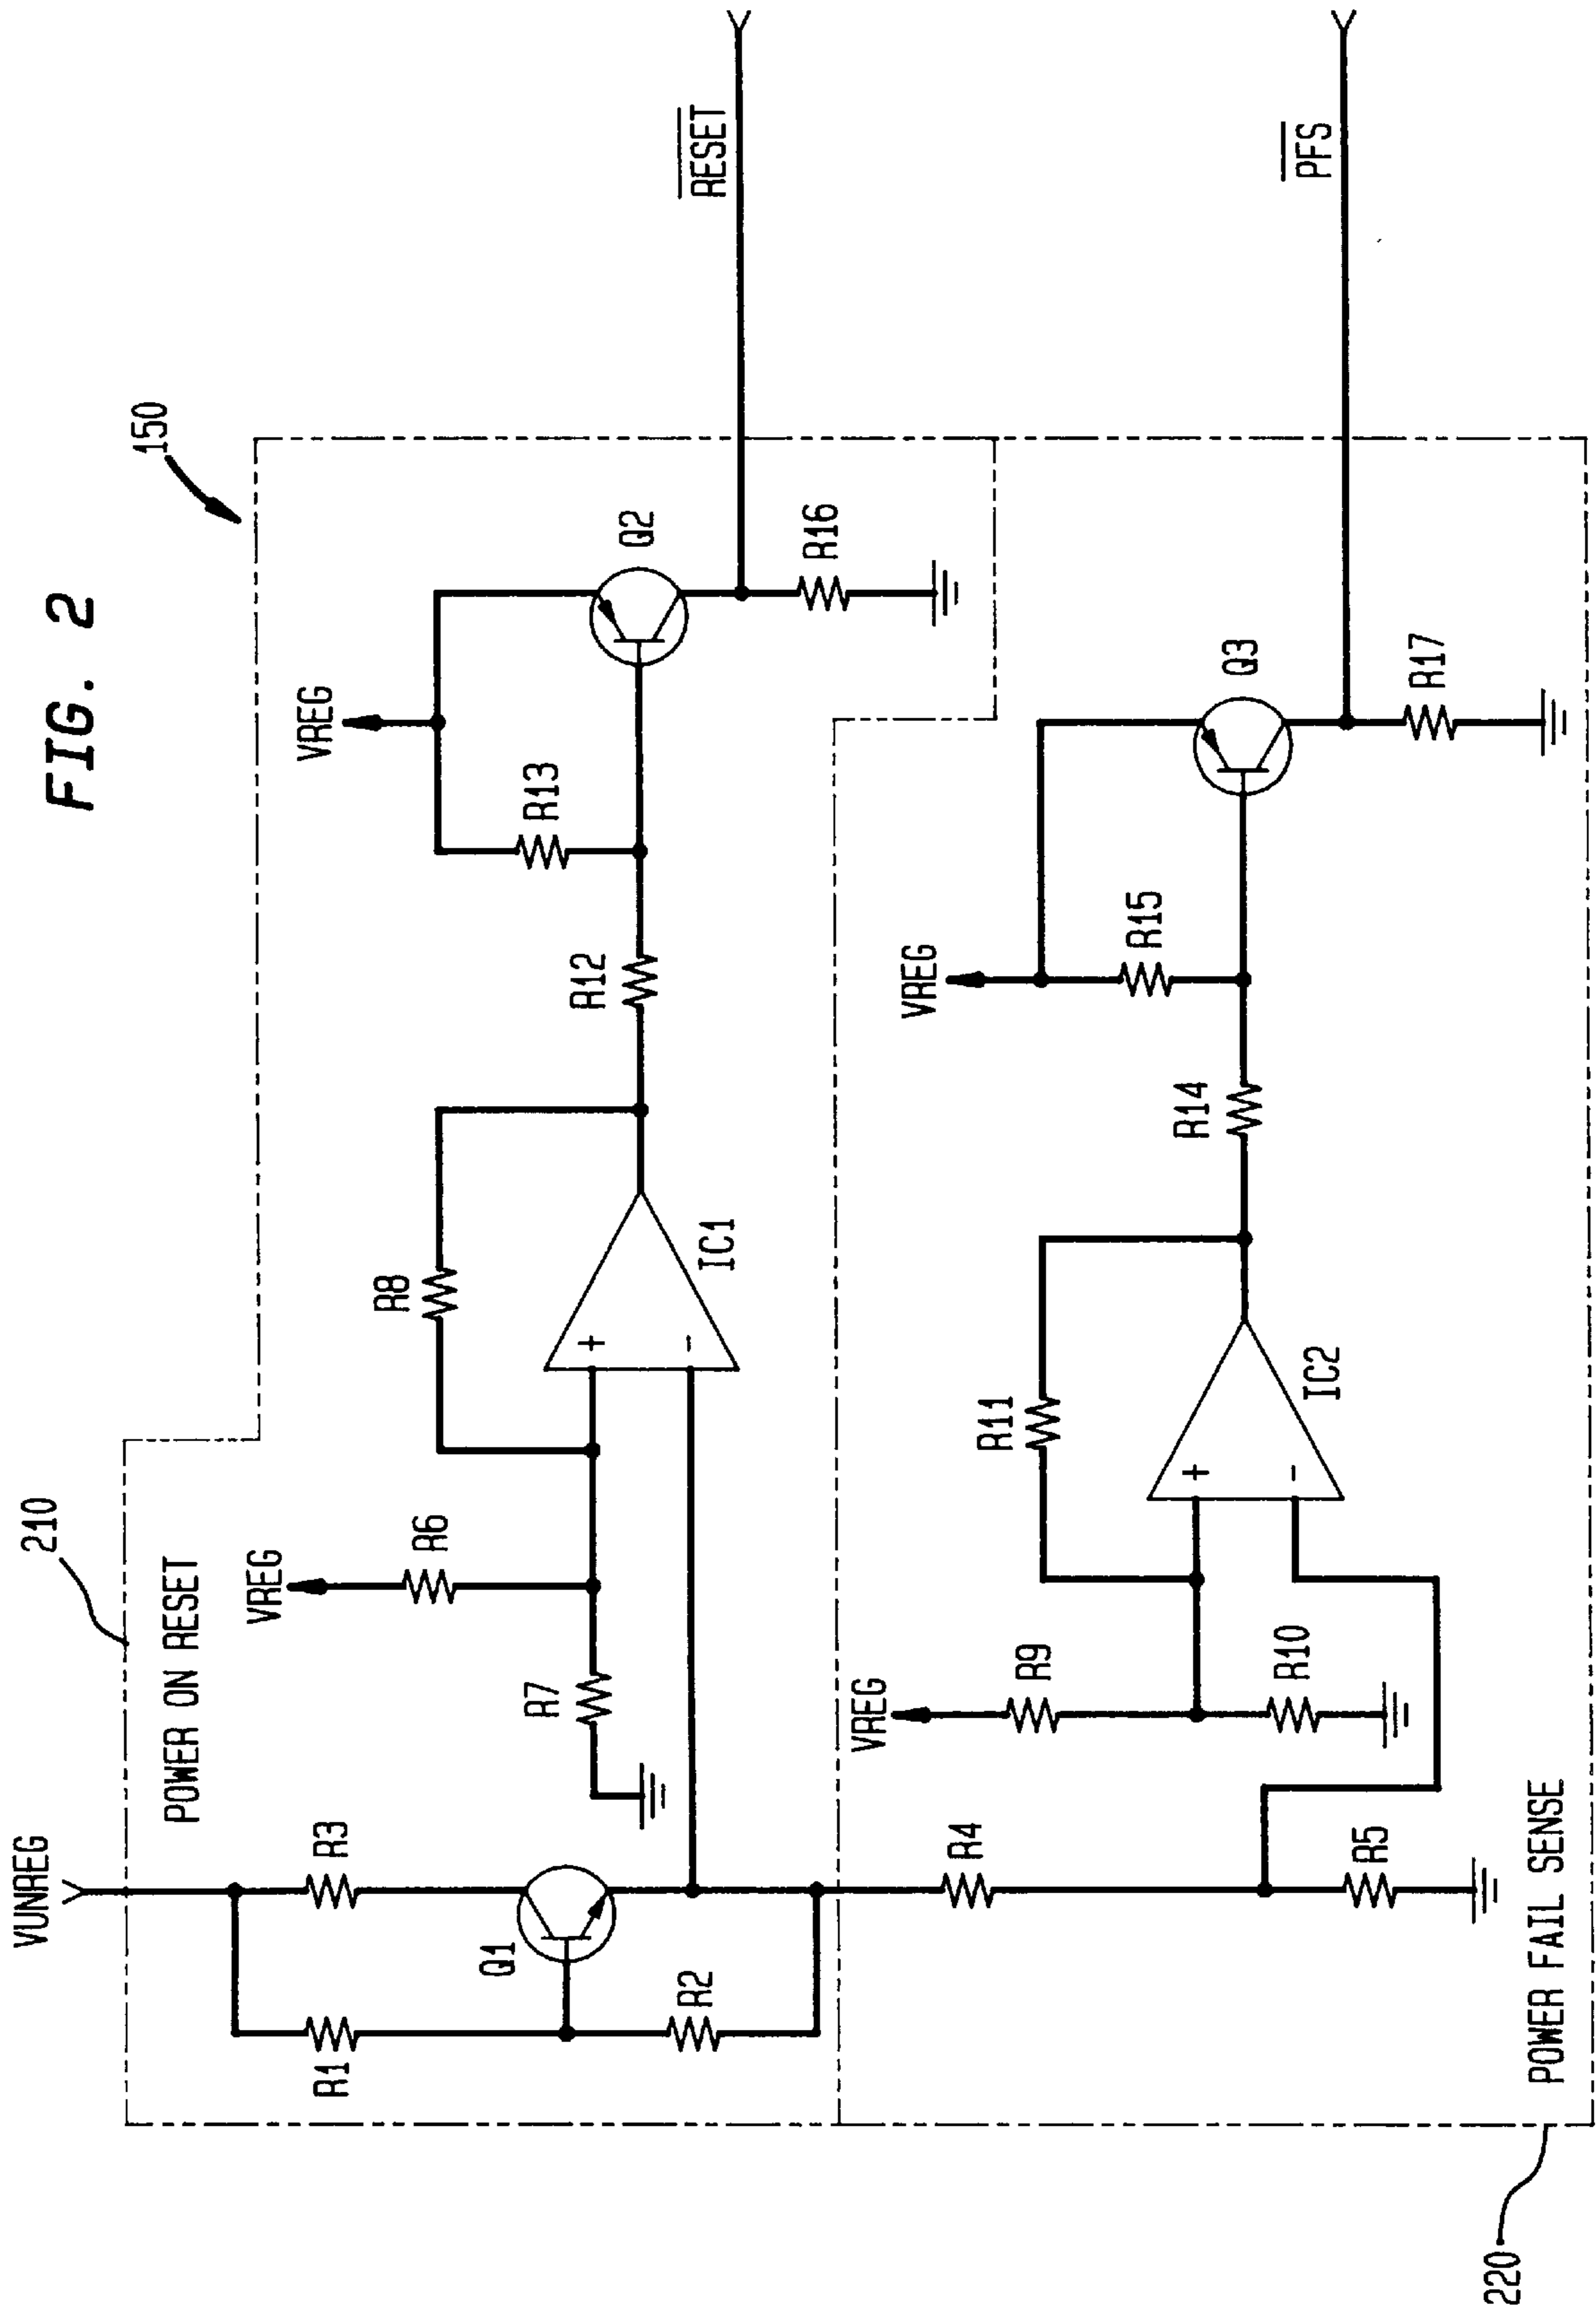 FIG. 2
150
210
VUNREG
POWER ON RESET
R1
R3
Q1
R2
VREG
R6
R7
R8
+
-
IC1
R12
VREG
R13
Q2
R16
RESET
R4
R5
VREG
R9
R10
R11
+
-
IC2
R14
VREG
R15
Q3
R17
PFS
POWER FAIL SENSE
220